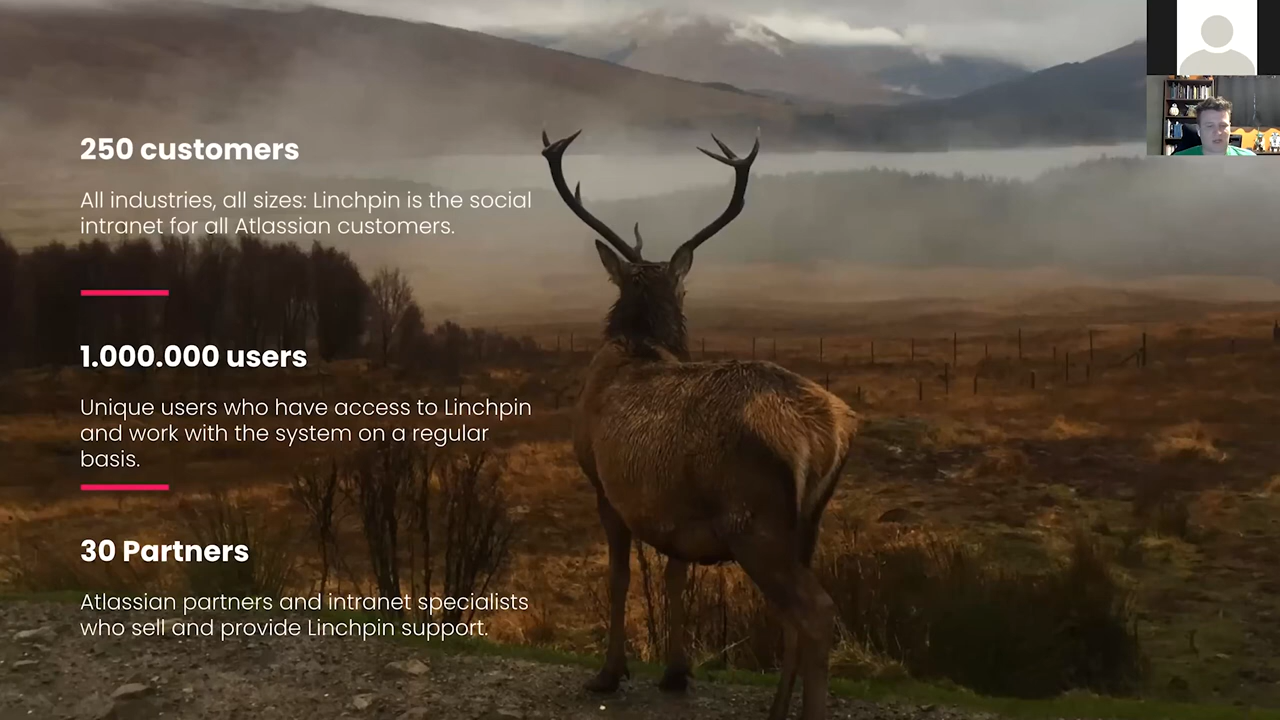 250 customers
All industries, all sizes: Linchpin is the social
intranet for all Atlassian customers.
1.000.000 users
Unique users who have access to Linchpin
and work with the system on a regular
basis.
30 Partners
Atlassian partners and intranet specialists
who sell and provide Linchpin support.